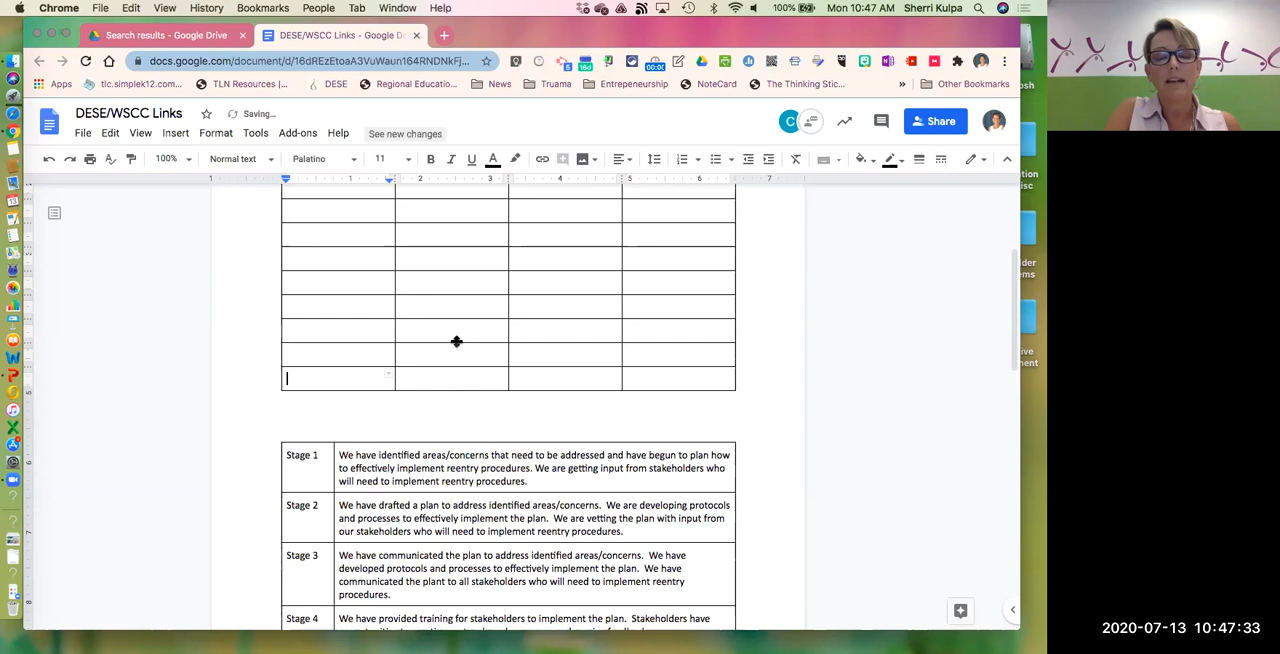 Chrome File Edit View History Bookmarks People Tab Window Help 100% Mon 10:47 AM Sherri Kulpa
Search results - Google Drive DESE/WSCC Links - Google Do
docs.google.com/document/d/16dREzEtoaA3VuWaun164RNDNkFj...
Apps tlc.simplek12.com... TLN Resources |... DESE Regional Educatio... News Truama Entrepeneurship NoteCard The Thinking Stic... » Other Bookmarks
DESE/WSCC Links Saving...
File Edit View Insert Format Tools Add-ons Help See new changes
Share
100% Normal text Palatino 11
1 1 2 3 4 5 6 7
Stage 1 We have identified areas/concerns that need to be addressed and have begun to plan how
to effectively implement reentry procedures. We are getting input from stakeholders who
will need to implement reentry procedures.
Stage 2 We have drafted a plan to address identified areas/concerns. We are developing protocols
and processes to effectively implement the plan. We are vetting the plan with input from
our stakeholders who will need to implement reentry procedures.
Stage 3 We have communicated the plan to address identified areas/concerns. We have
developed protocols and processes to effectively implement the plan. We have
communicated the plant to all stakeholders who will need to implement reentry
procedures.
Stage 4 We have provided training for stakeholders to implement the plan. Stakeholders have
2020-07-13 10:47:33